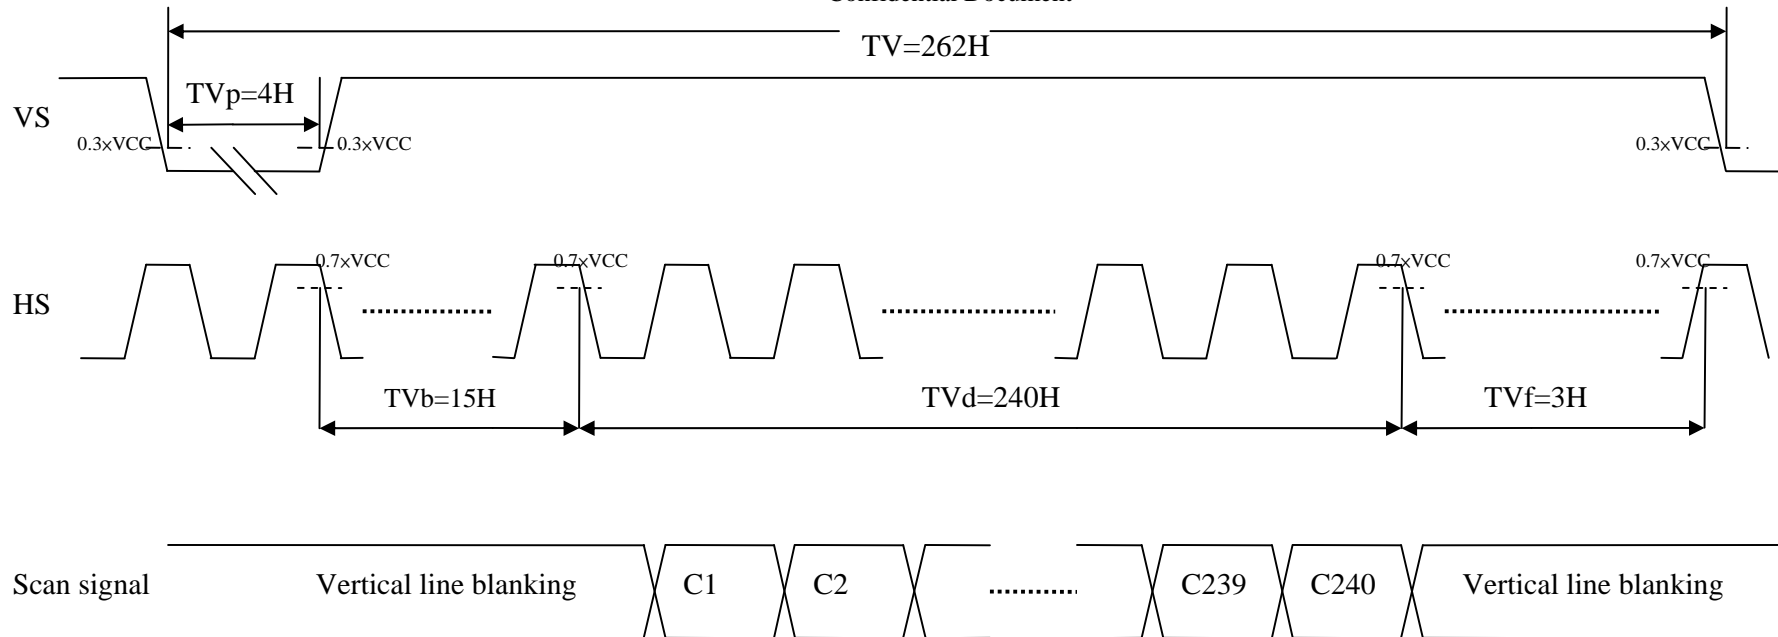 Confidential Document
TV=262H
TVp=4H
VS
0.3×VCC
0.3×VCC
0.3×VCC
0.7×VCC
0.7×VCC
0.7×VCC
0.7×VCC
HS
TVb=15H
TVd=240H
TVf=3H
Scan signal
Vertical line blanking
C1
C2
C239
C240
Vertical line blanking